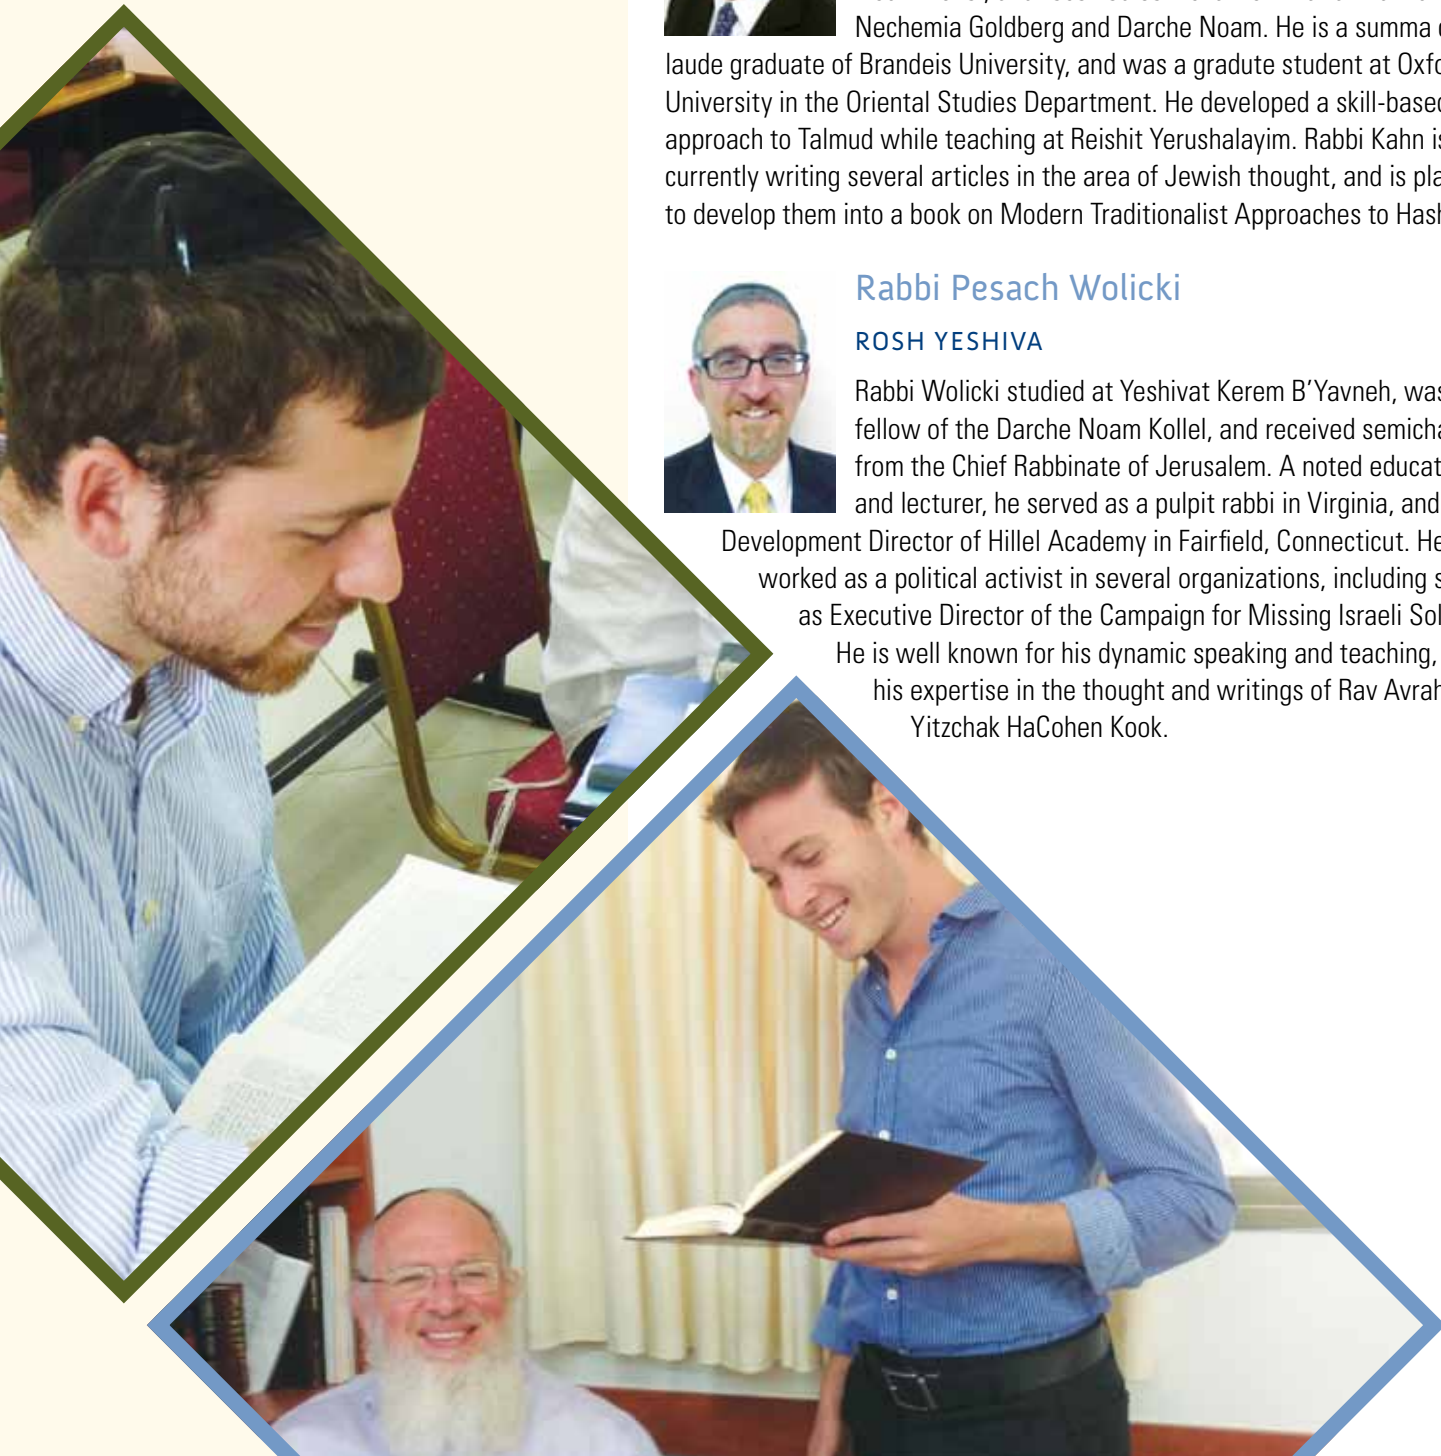 Nechemia Goldberg and Darche Noam. He is a summa
laude graduate of Brandeis University, and was a gradute student at
University in the Oriental Studies Department. He developed a
approach to Talmud while teaching at Reishit Yerushalayim. Rabbi Kahn
currently writing several articles in the area of Jewish thought, and is
to develop them into a book on Modern Traditionalist Approaches to
Rabbi Pesach Wolicki
ROSH YESHIVA
Rabbi Wolicki studied at Yeshivat Kerem B'Yavneh, was
fellow of the Darche Noam Kollel, and received semicha
from the Chief Rabbinate of Jerusalem. A noted
and lecturer, he served as a pulpit rabbi in Virginia, and
Development Director of Hillel Academy in Fairfield, Connecticut. He
worked as a political activist in several organizations, including
as Executive Director of the Campaign for Missing Israeli
He is well known for his dynamic speaking and teaching,
his expertise in the thought and writings of Rav
Yitzchak HaCohen Kook.